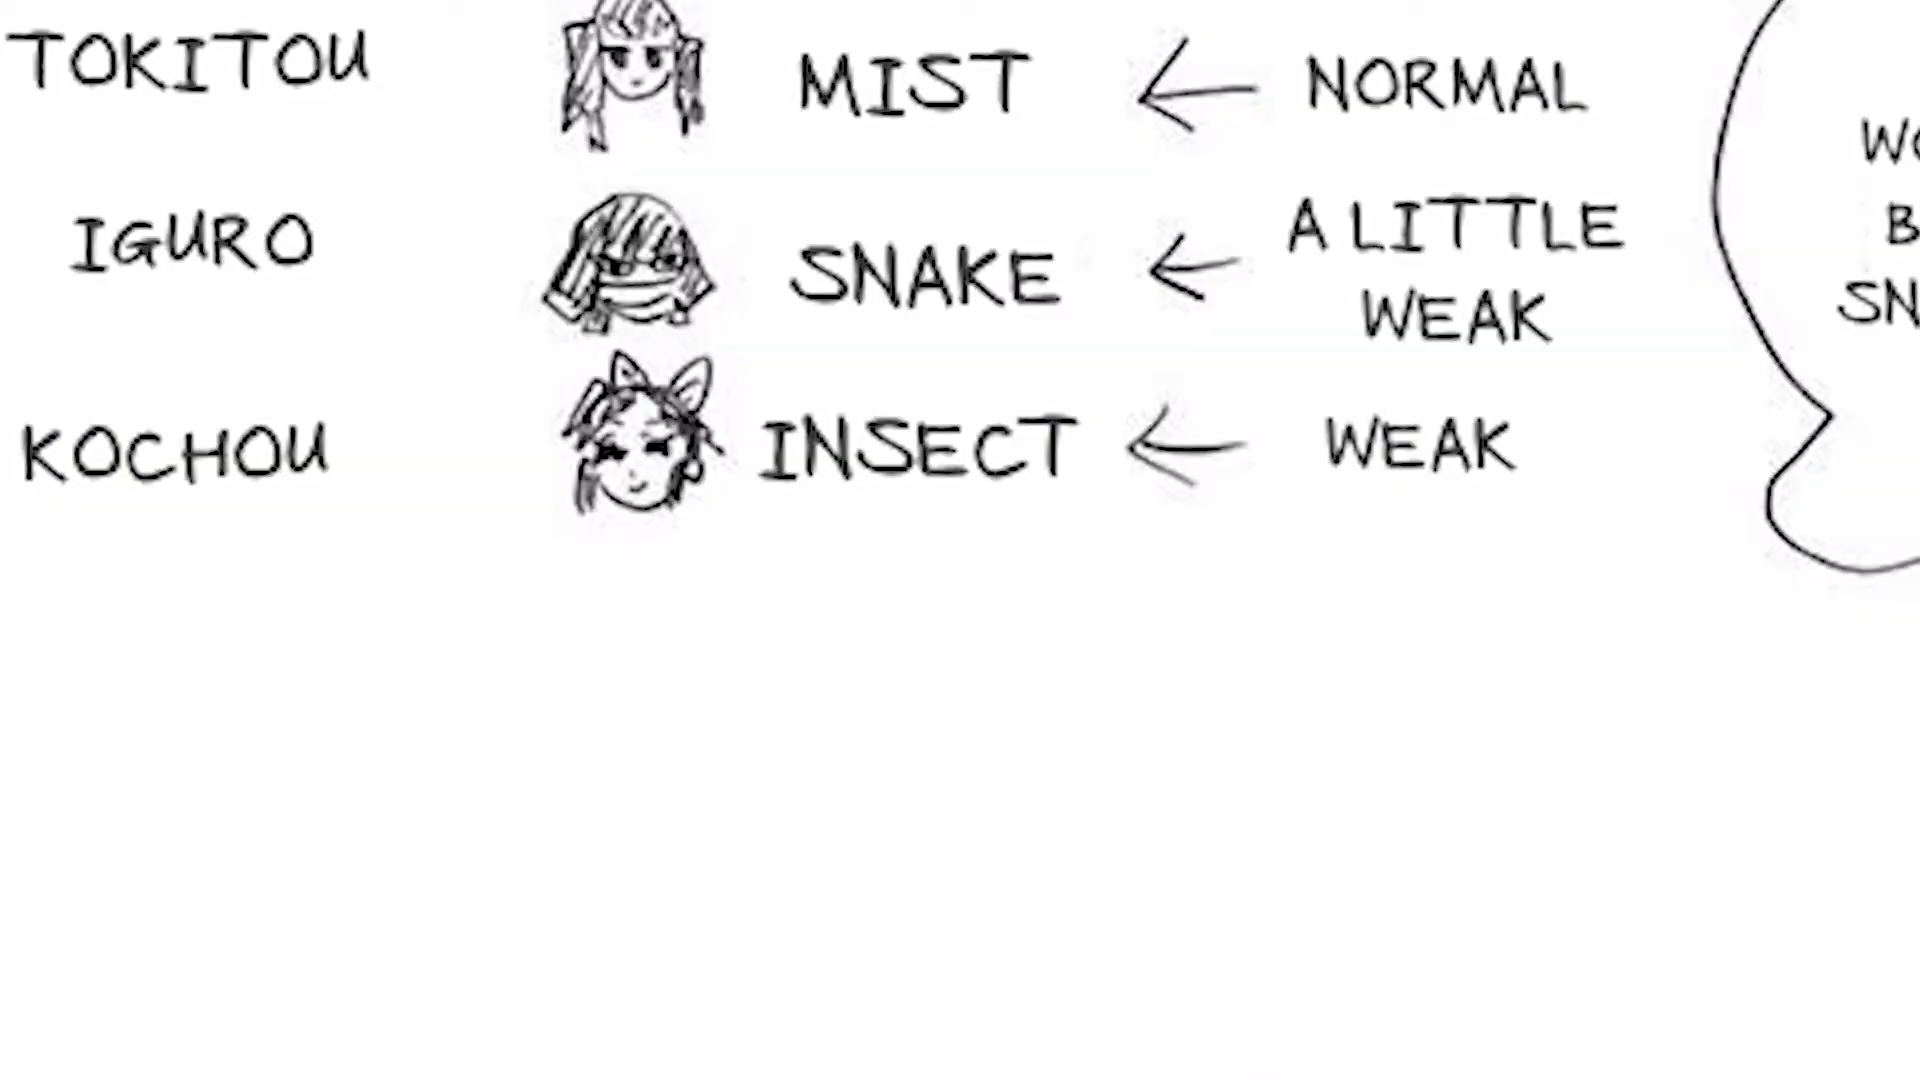 TOKITOU MIST NORMAL
IGURO SNAKE A LITTLE
WEAK
KOCHOU INSECT WEAK